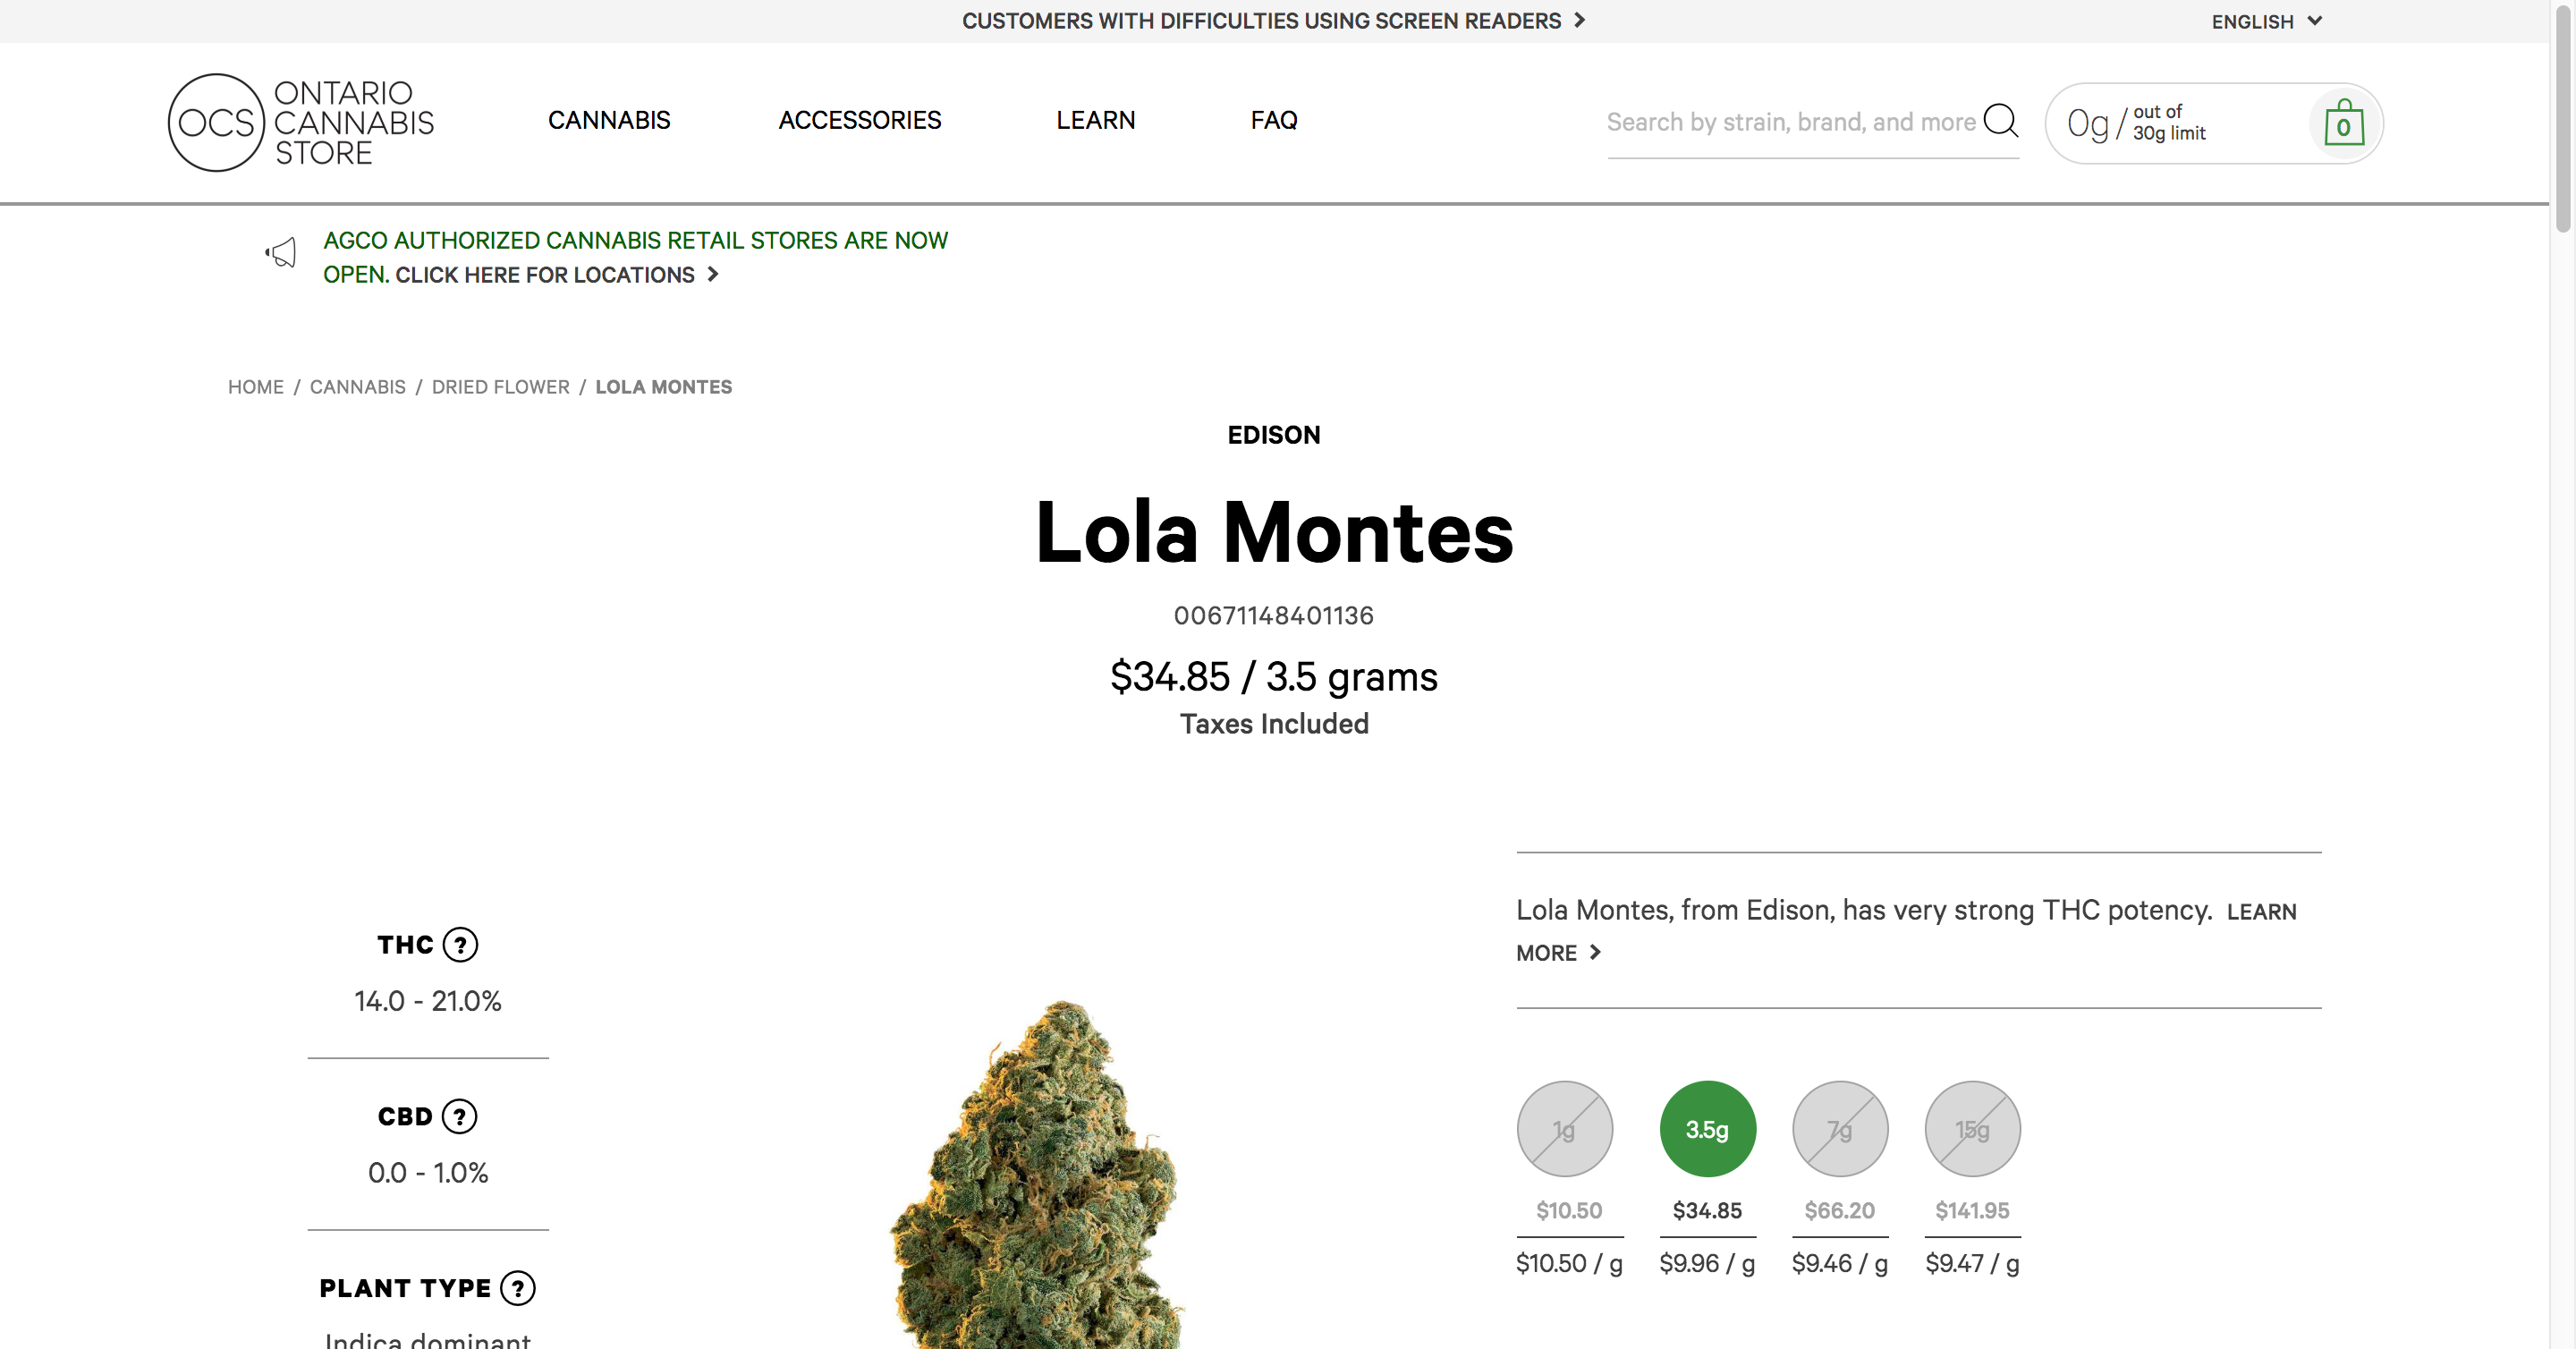 CUSTOMERS WITH DIFFICULTIES USING SCREEN READERS
ENGLISH
OCS
ONTARIO
CANNABIS
STORE
CANNABIS
ACCESSORIES
LEARN
FAQ
Search by strain, brand, and more
0g / out of
30g limit
0
AGCO AUTHORIZED CANNABIS RETAIL STORES ARE NOW
OPEN. CLICK HERE FOR LOCATIONS
HOME / CANNABIS / DRIED FLOWER / LOLA MONTES
EDISON
Lola Montes
00671148401136
$34.85 / 3.5 grams
Taxes Included
THC ?
14.0 - 21.0%
CBD ?
0.0 - 1.0%
PLANT TYPE ?
Indica dominant
Lola Montes, from Edison, has very strong THC potency. LEARN
MORE
1g 3.5g 7g 15g
$10.50 $34.85 $66.20 $141.95
$10.50 / g $9.96 / g $9.46 / g $9.47 / g